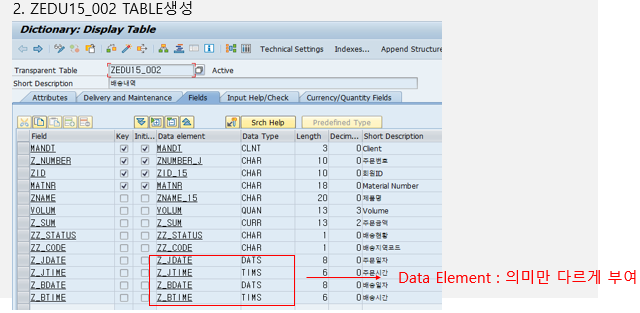 2. ZEDU15_002 TABLE생성
Dictionary: Display Table
Technical Settings Indexes... Append Structure
Transparent Table ZEDU15_002 Active
Short Description 배송내역
Attributes Delivery and Maintenance Fields Input Help/Check Currency/Quantity Fields
Srch Help Predefined Type
Field Key Initi... Data element Data Type Length Decim... Short Description
MANDT MANDT CLNT 3 0 Client
Z_NUMBER ZNUMBER_J CHAR 10 0 주문번호
ZID ZID_15 CHAR 10 0 회원ID
MATNR MATNR CHAR 18 0 Material Number
ZNAME ZNAME_15 CHAR 20 0 제품명
VOLUM VOLUM QUAN 13 3 Volume
Z_SUM Z_SUM CURR 13 2 주문금액
ZZ_STATUS ZZ_STATUS CHAR 1 0 배송현황
ZZ_CODE ZZ_CODE CHAR 1 0 배송지역코드
Z_JDATE Z_JDATE DATS 8 0 주문일자
Z_JTIME Z_JTIME TIMS 6 0 주문시간
Z_BDATE Z_BDATE DATS 8 0 배송일자
Z_BTIME Z_BTIME TIMS 6 0 배송시간
Data Element : 의미만 다르게 부여